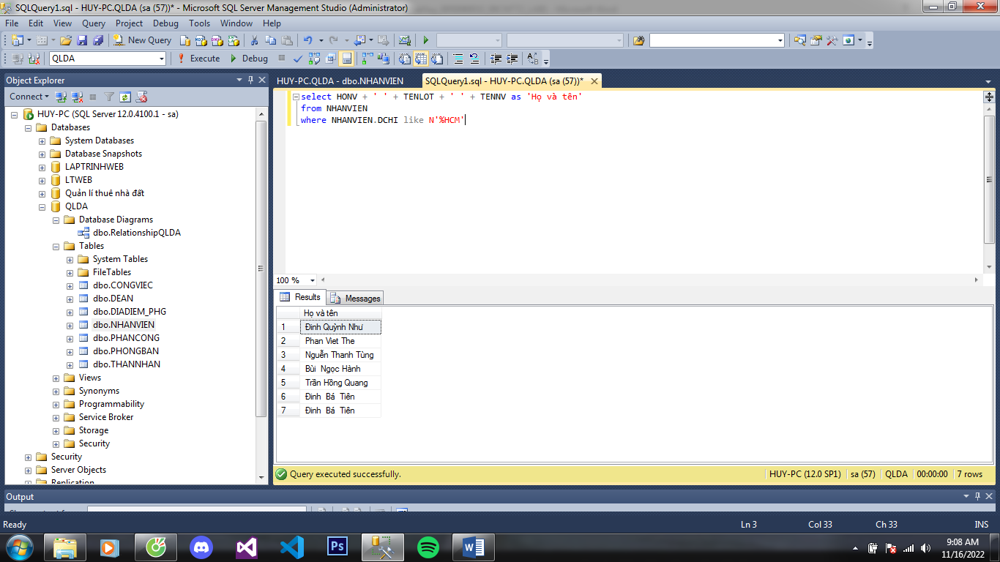 SQLQuery1.sql - HUY-PC.QLDA (sa (57))* - Microsoft SQL Server Management Studio (Administrator)
File Edit View Query Project Debug Tools Window Help
New Query
QLDA Execute Debug
Object Explorer
Connect
HUY-PC (SQL Server 12.0.4100.1 - sa)
Databases
System Databases
Database Snapshots
LAPTRINHWEB
LTWEB
Quản lí thuê nhà đất
QLDA
Database Diagrams
dbo.RelationshipQLDA
Tables
System Tables
FileTables
dbo.CONGVIEC
dbo.DEAN
dbo.DIADIEM_PHG
dbo.NHANVIEN
dbo.PHANCONG
dbo.PHONGBAN
dbo.THANNHAN
Views
Synonyms
Programmability
Service Broker
Storage
Security
Security
Server Objects
Replication
HUY-PC.QLDA - dbo.NHANVIEN SQLQuery1.sql - HUY-PC.QLDA (sa (57))*
select HONV + ' ' + TENLOT + ' ' + TENNV as 'Họ và tên'
from NHANVIEN
where NHANVIEN.DCHI like N'%HCM'
100 %
Results Messages
Họ và tên
1 Đinh Quỳnh Như
2 Phan Viet The
3 Nguễn Thanh Tùng
4 Bùi Ngọc Hành
5 Trần Hồng Quang
6 Đinh Bá Tiên
7 Đinh Bá Tiên
Query executed successfully. HUY-PC (12.0 SP1) sa (57) QLDA 00:00:00 7 rows
Output
Ready Ln 3 Col 33 Ch 33 INS
Ps
9:08 AM
11/16/2022